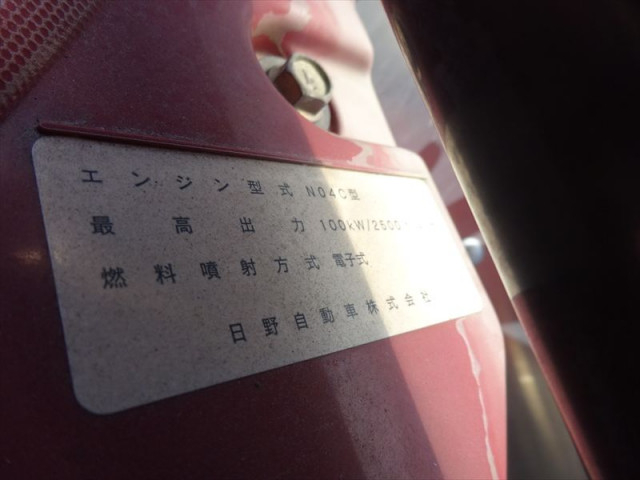 エンジン型式 N04C型
最高出力 100kW/2500
燃料噴射方式 電子式
日野自動車株式会社